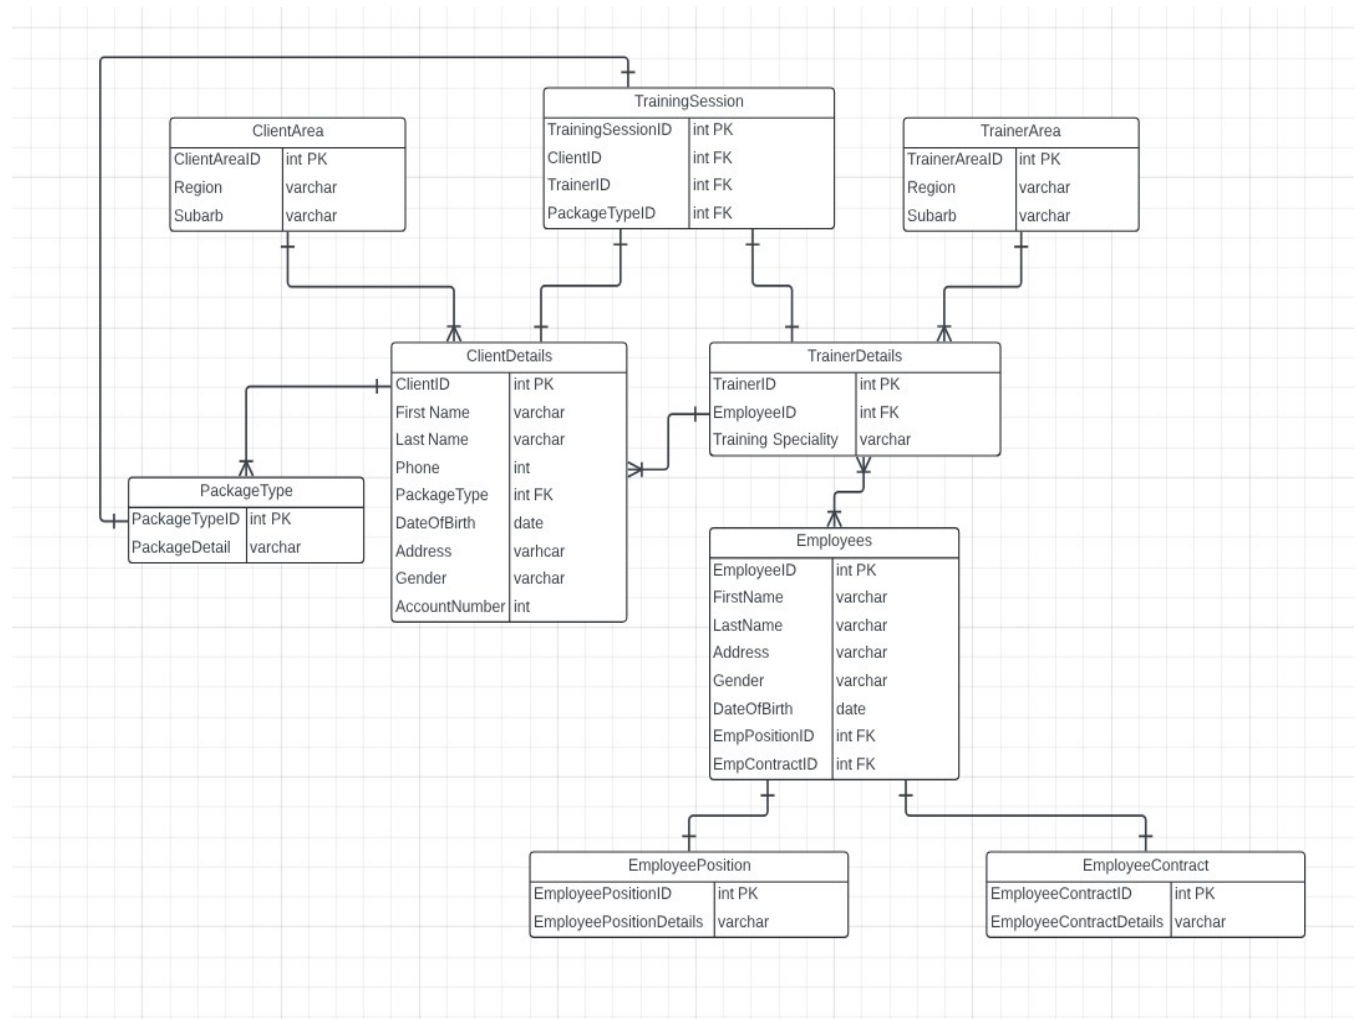 TrainingSession
TrainingSessionID int PK
ClientID int FK
TrainerID int FK
PackageTypeID int FK
ClientArea
ClientAreaID int PK
Region varchar
Subarb varchar
TrainerArea
TrainerAreaID int PK
Region varchar
Subarb varchar
ClientDetails
ClientID int PK
First Name varchar
Last Name varchar
Phone int
PackageType int FK
DateOfBirth date
Address varhcar
Gender varchar
AccountNumber int
TrainerDetails
TrainerID int PK
EmployeeID int FK
Training Speciality varchar
PackageType
PackageTypeID int PK
PackageDetail varchar
Employees
EmployeeID int PK
FirstName varchar
LastName varchar
Address varchar
Gender varchar
DateOfBirth date
EmpPositionID int FK
EmpContractID int FK
EmployeePosition
EmployeePositionID int PK
EmployeePositionDetails varchar
EmployeeContract
EmployeeContractID int PK
EmployeeContractDetails varchar